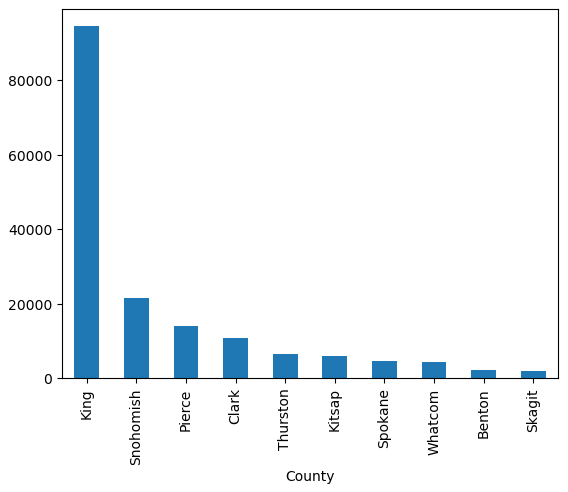 80000
60000
40000
20000
0
King
Snohomish
Pierce
Clark
Thurston
Kitsap
Spokane
Whatcom
Benton
Skagit
County